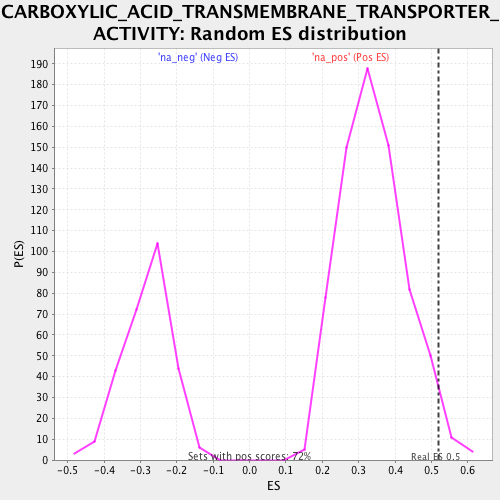 CARBOXYLIC_ACID_TRANSMEMBRANE_TRANSPORTER_
ACTIVITY: Random ES distribution
'na_neg' (Neg ES) 'na_pos' (Pos ES)
190
180
170
160
150
140
130
120
110
100
90
80
70
60
50
40
30
20
10
0
P(ES)
Sets with pos scores: 72%
Real ES 0.5
-0.5 -0.4 -0.3 -0.2 -0.1 0.0 0.1 0.2 0.3 0.4 0.5 0.6
ES